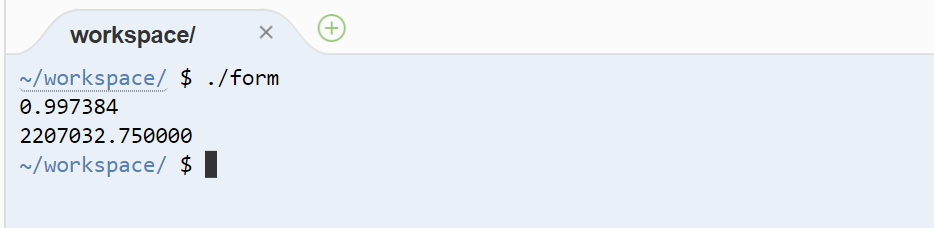 workspace/
~/workspace/ $ ./form
0.997384
2207032.750000
~/workspace/ $